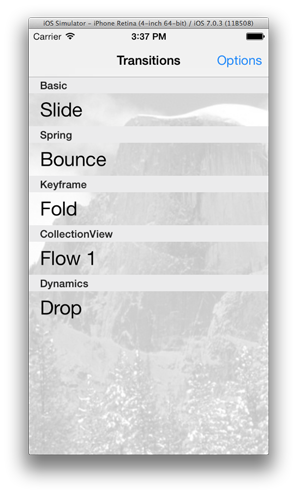 iOS Simulator - iPhone Retina (4-inch 64-bit) / iOS 7.0.3 (11B508)
Carrier 3:37 PM
Transitions Options
Basic
Slide
Spring
Bounce
Keyframe
Fold
CollectionView
Flow 1
Dynamics
Drop